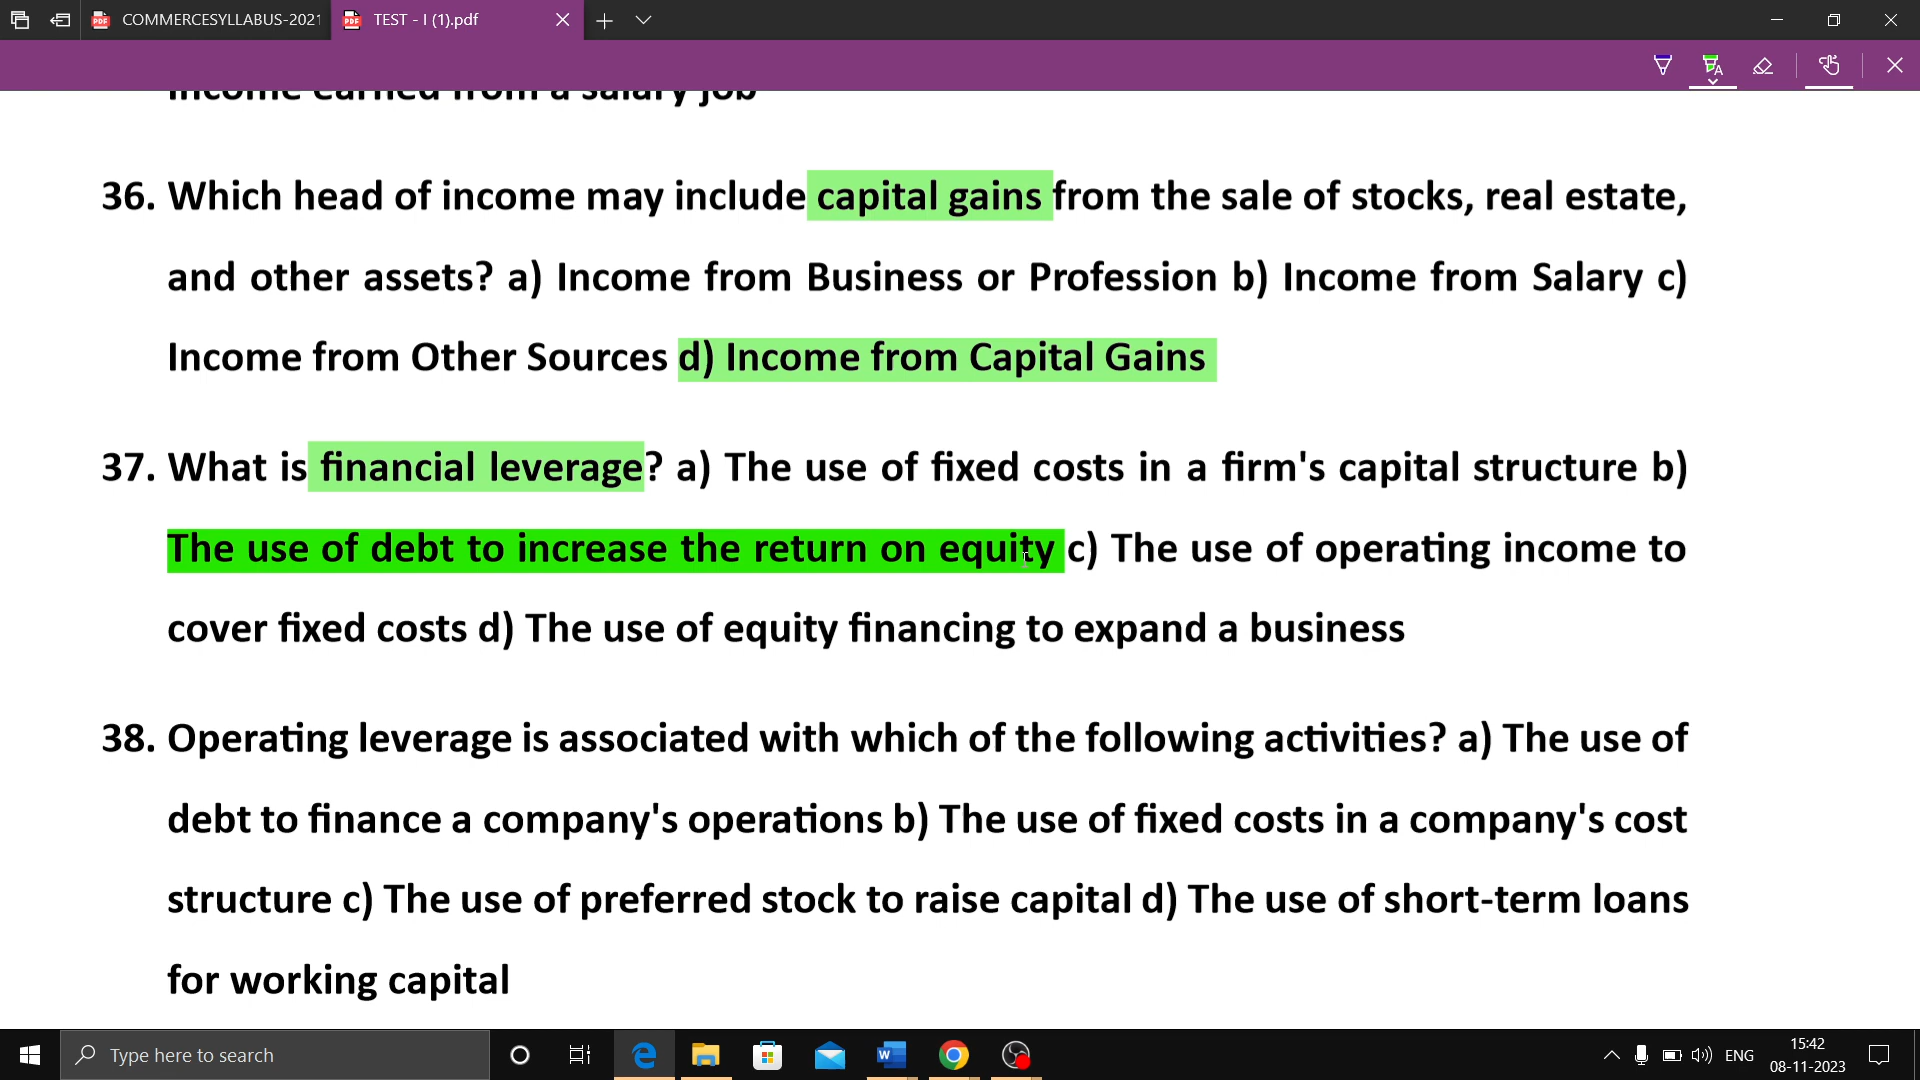 COMMERCESYLLABUS-2021
TEST - I (1).pdf
Income earned from a salary job
36. Which head of income may include capital gains from the sale of stocks, real estate,
and other assets? a) Income from Business or Profession b) Income from Salary c)
Income from Other Sources d) Income from Capital Gains
37. What is financial leverage? a) The use of fixed costs in a firm's capital structure b)
The use of debt to increase the return on equity c) The use of operating income to
cover fixed costs d) The use of equity financing to expand a business
38. Operating leverage is associated with which of the following activities? a) The use of
debt to finance a company's operations b) The use of fixed costs in a company's cost
structure c) The use of preferred stock to raise capital d) The use of short-term loans
for working capital
Type here to search
ENG
15:42
08-11-2023